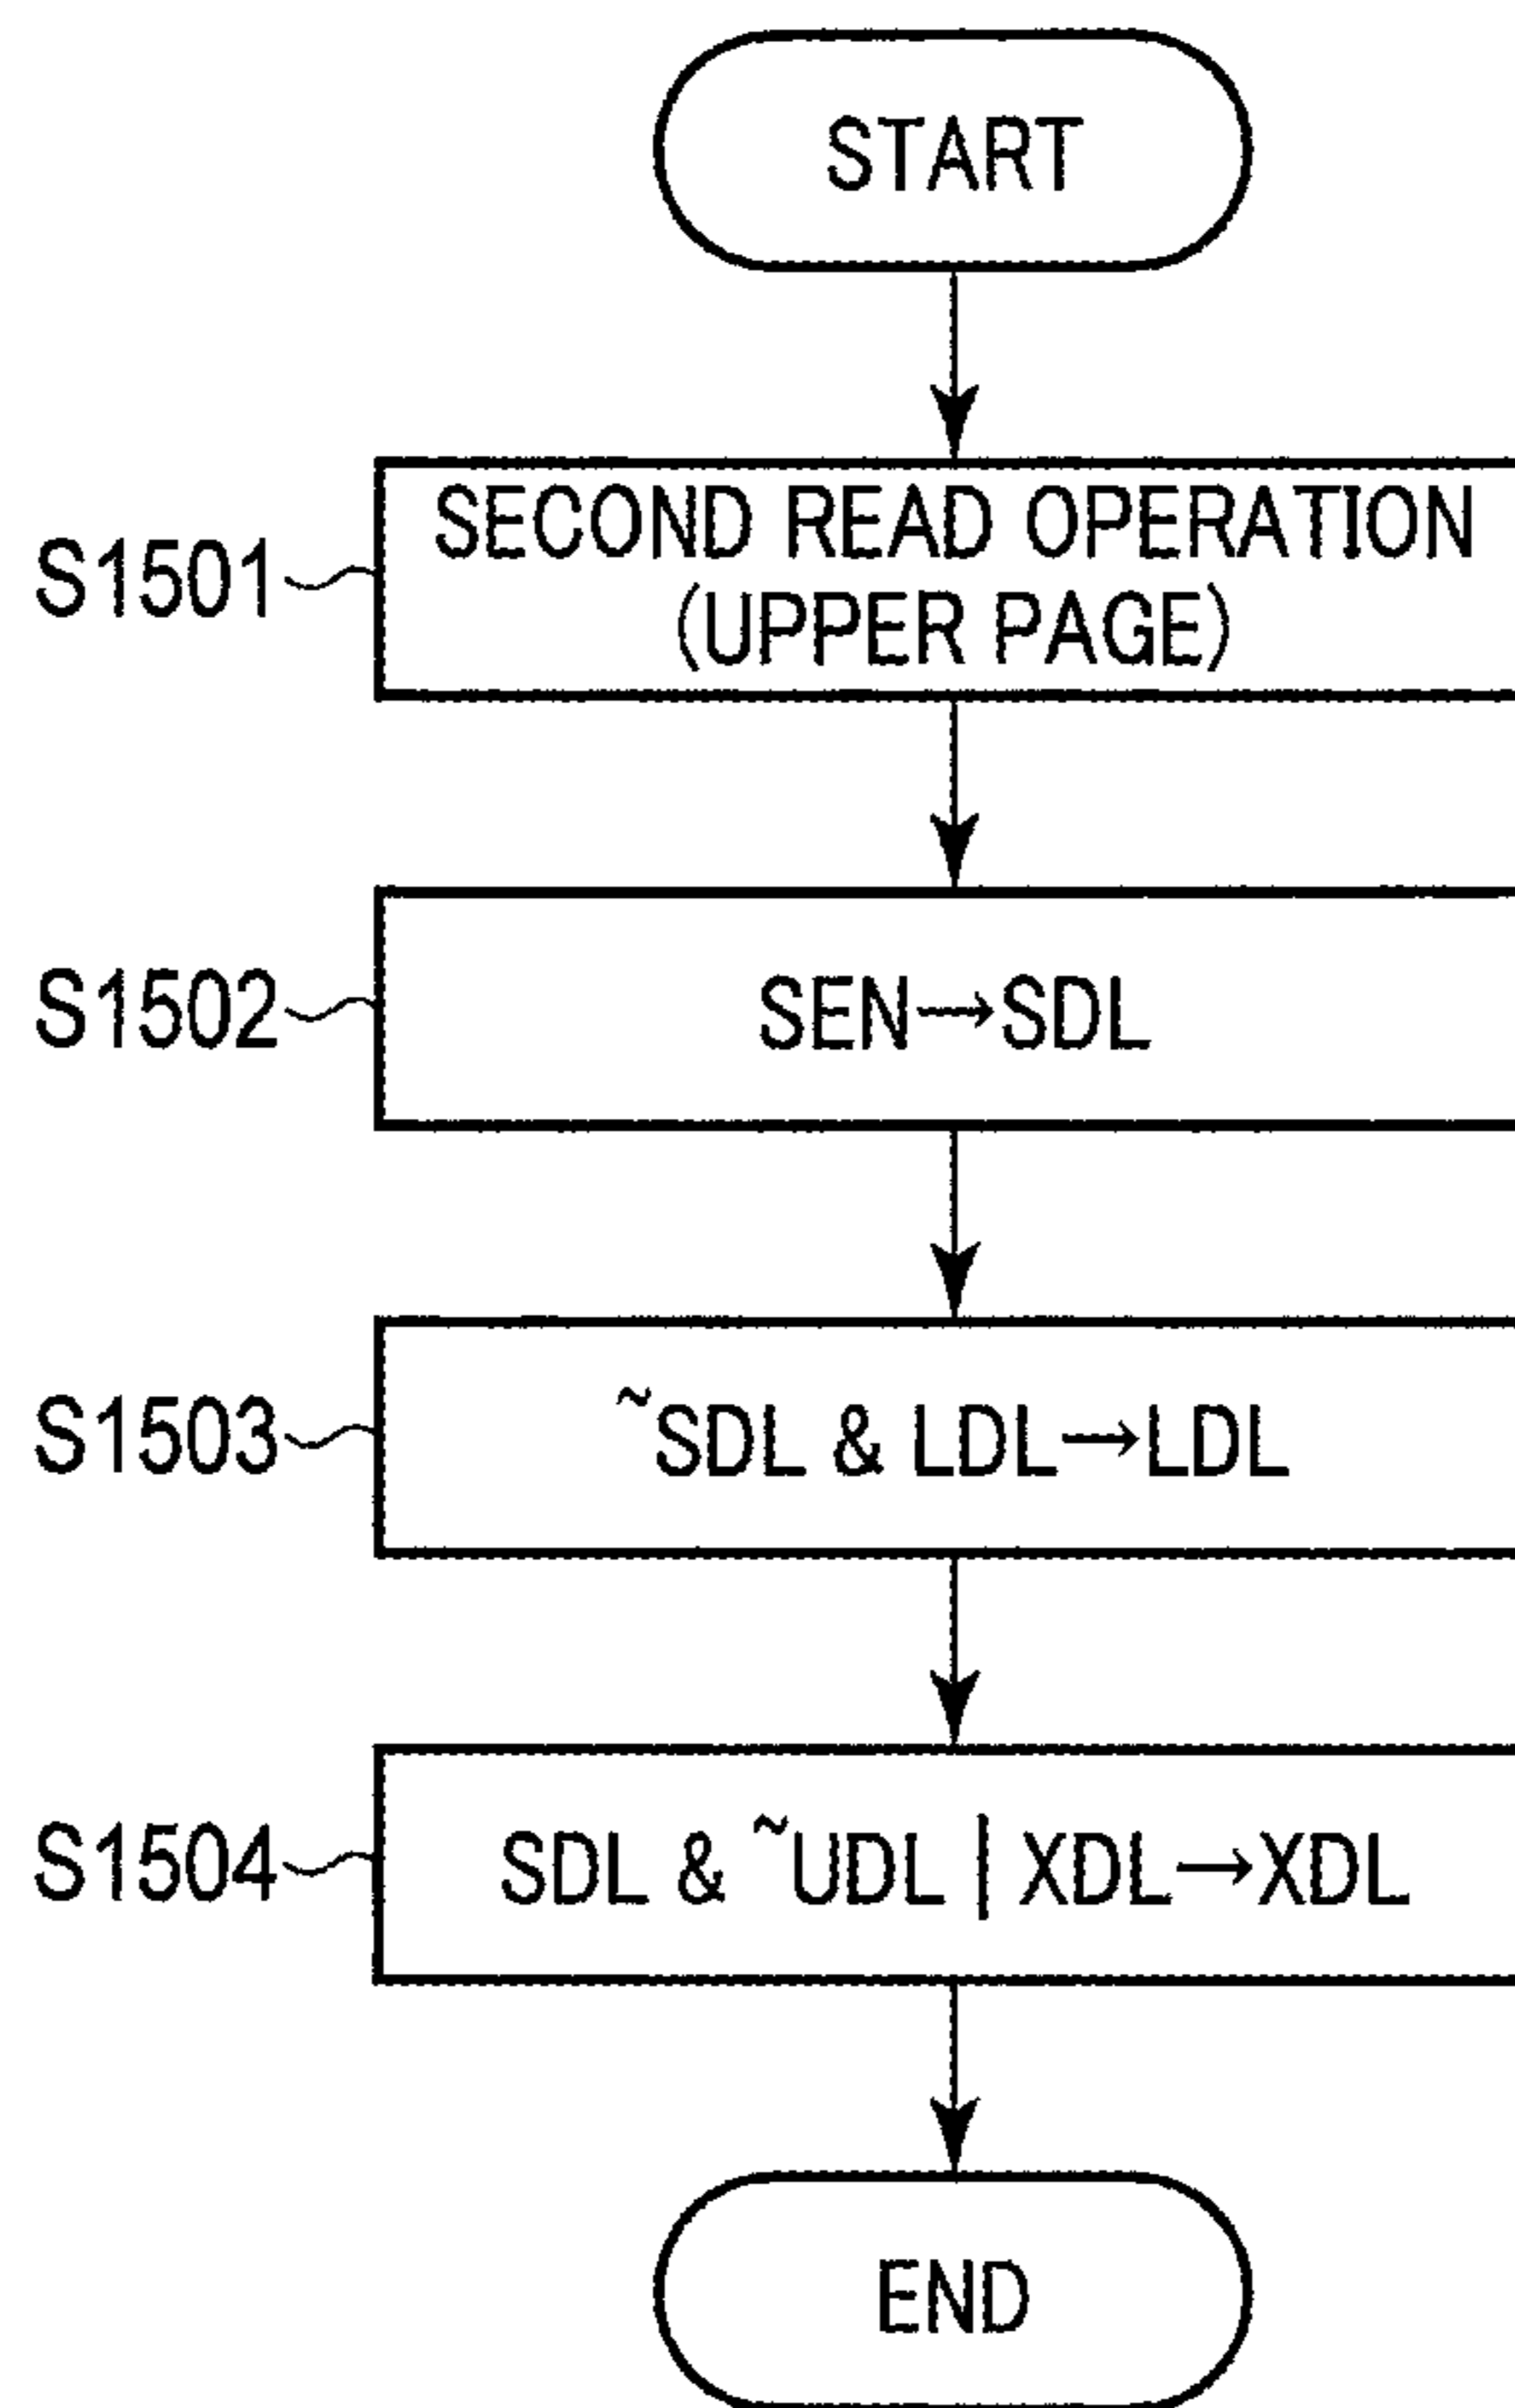 START
S1501
SECOND READ OPERATION
(UPPER PAGE)
S1502
SEN→SDL
S1503
~SDL & LDL→LDL
S1504
SDL & ~UDL | XDL→XDL
END